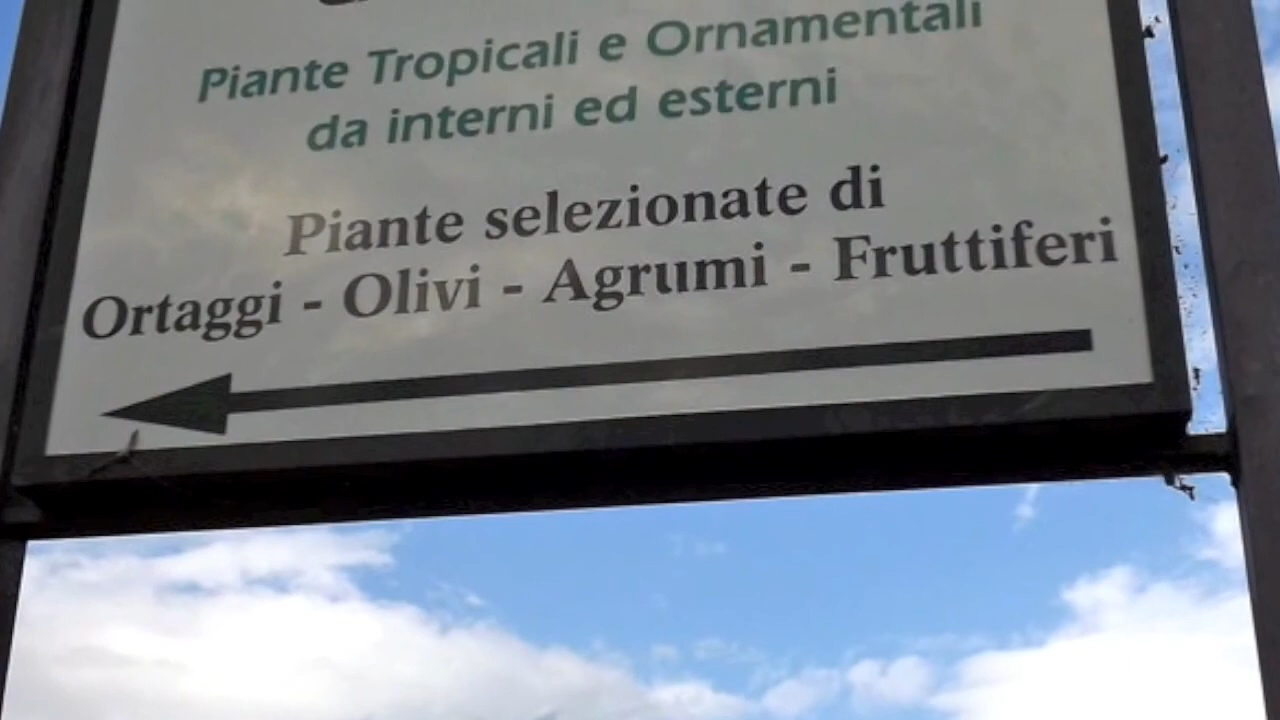 Piante Tropicali e Ornamentali
da interni ed esterni
Piante selezionate di
Ortaggi - Olivi - Agrumi - Fruttiferi